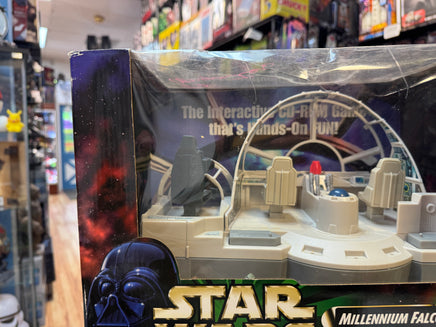 The Interactive CD-ROM Game
that's Hands-On FUN!
STAR
WARS
MILLENNIUM FALCO